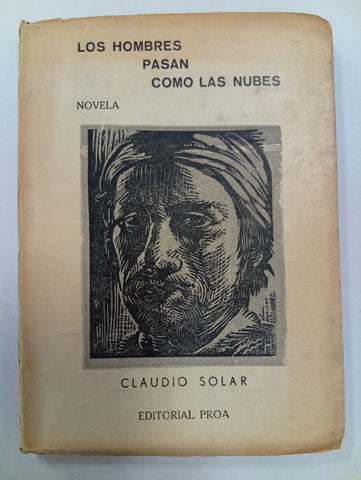 LOS HOMBRES
PASAN
COMO LAS NUBES
NOVELA
CLAUDIO SOLAR
EDITORIAL PROA